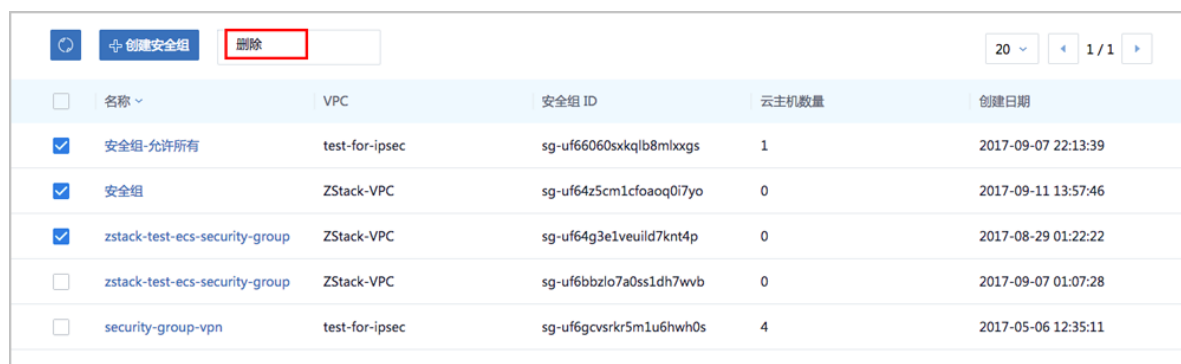 创建安全组 删除 20 1 / 1
名称 VPC 安全组 ID 云主机数量 创建日期
安全组-允许所有 test-for-ipsec sg-uf66060sxkqlb8mlxxgs 1 2017-09-07 22:13:39
安全组 ZStack-VPC sg-uf64z5cm1cfoaoq0i7yo 0 2017-09-11 13:57:46
zstack-test-ecs-security-group ZStack-VPC sg-uf64g3e1veuild7knt4p 0 2017-08-29 01:22:22
zstack-test-ecs-security-group ZStack-VPC sg-uf6bbzlo7a0ss1dh7wvb 0 2017-09-07 01:07:28
security-group-vpn test-for-ipsec sg-uf6gcvsrkr5m1u6hwh0s 4 2017-05-06 12:35:11